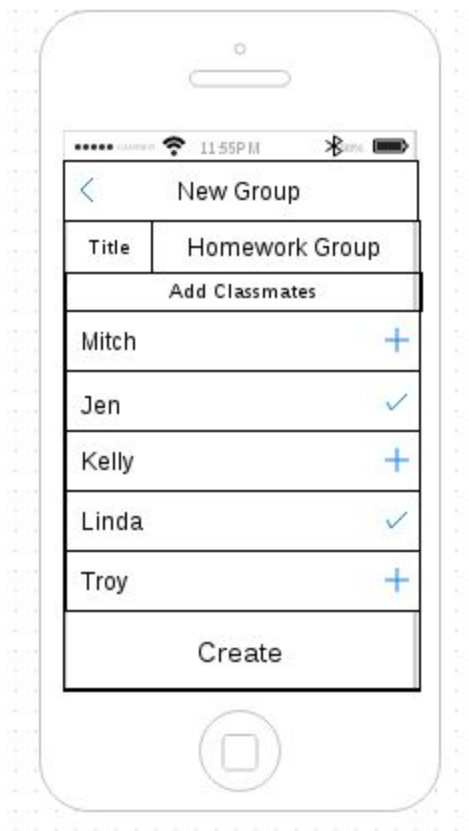 11:55PM
New Group
Title Homework Group
Add Classmates
Mitch
Jen
Kelly
Linda
Troy
Create